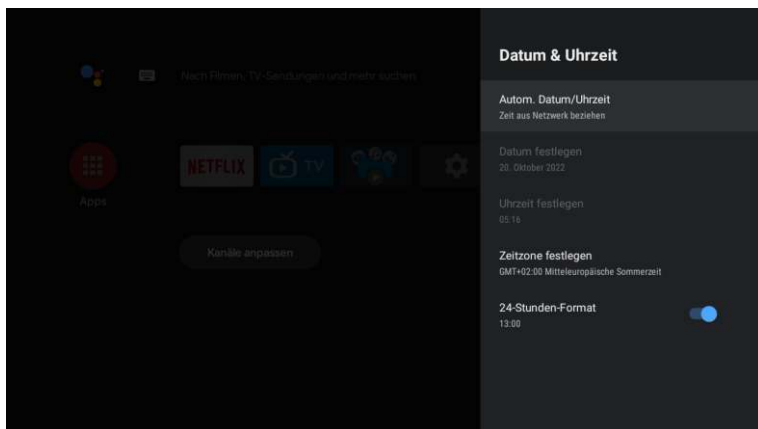 Datum & Uhrzeit
Nach Filmen, TV-Sendungen und mehr suchen
Autom. Datum/Uhrzeit
Zeit aus Netzwerk beziehen
Datum festlegen
20. Oktober 2022
NETFLIX
TV
Apps
Uhrzeit festlegen
05:16
Kanäle anpassen
Zeitzone festlegen
GMT+02:00 Mitteleuropäische Sommerzeit
24-Stunden-Format
13:00